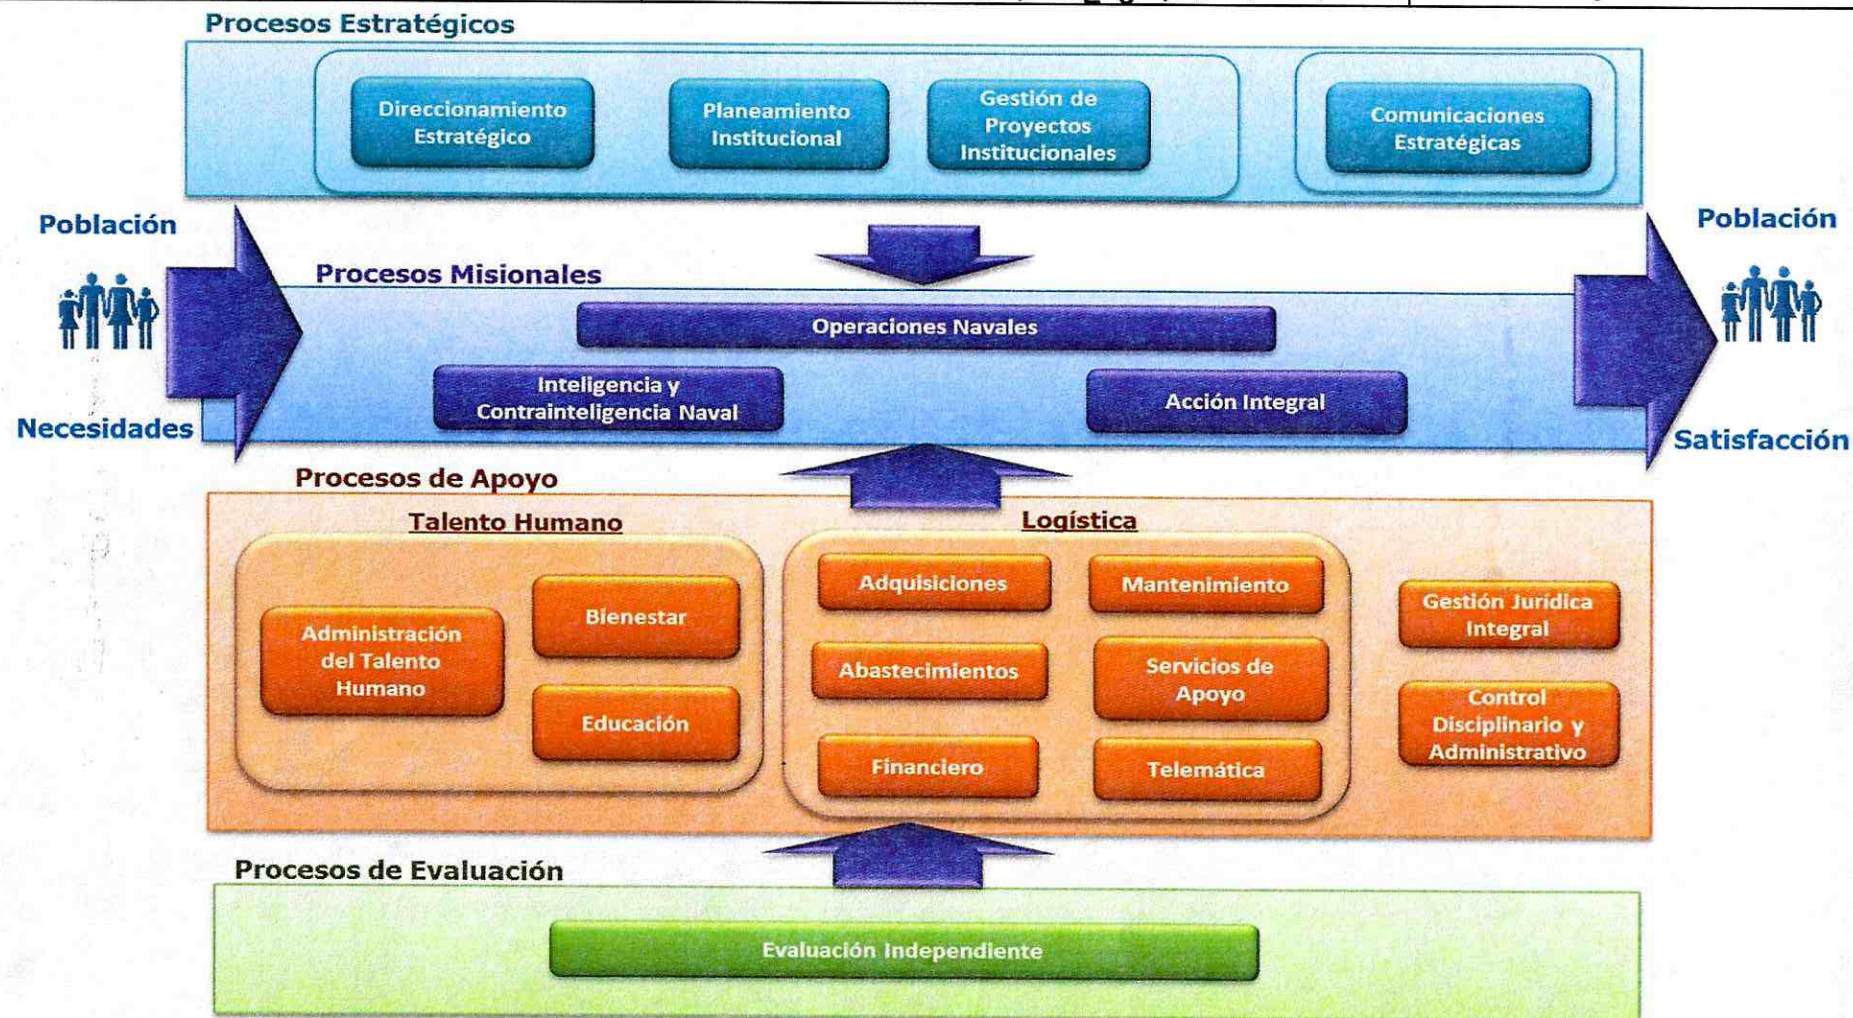 Procesos Estratégicos
Direccionamiento
Estratégico
Planeamiento
Institucional
Gestión de
Proyectos
Institucionales
Comunicaciones
Estratégicas
Población
Necesidades
Población
Satisfacción
Procesos Misionales
Operaciones Navales
Inteligencia y
Contrainteligencia Naval
Acción Integral
Procesos de Apoyo
Talento Humano
Administración
del Talento
Humano
Bienestar
Educación
Logística
Adquisiciones
Mantenimiento
Abastecimientos
Servicios de
Apoyo
Financiero
Telemática
Gestión Jurídica
Integral
Control
Disciplinario y
Administrativo
Procesos de Evaluación
Evaluación Independiente